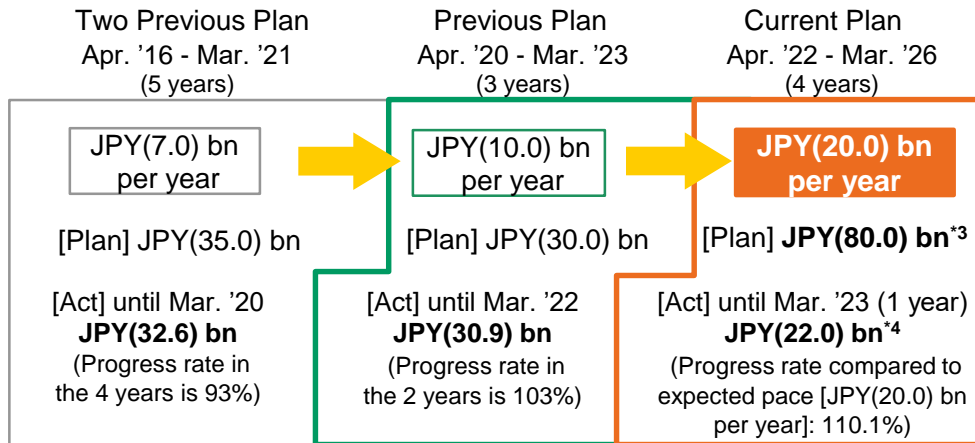 Two Previous Plan
Apr. ’16 - Mar. ’21
(5 years)
JPY(7.0) bn
per year
[Plan] JPY(35.0) bn
[Act] until Mar. ’20
JPY(32.6) bn
(Progress rate in
the 4 years is 93%)
Previous Plan
Apr. ’20 - Mar. ’23
(3 years)
JPY(10.0) bn
per year
[Plan] JPY(30.0) bn
[Act] until Mar. ’22
JPY(30.9) bn
(Progress rate in
the 2 years is 103%)
Current Plan
Apr. ’22 - Mar. ’26
(4 years)
JPY(20.0) bn
per year
[Plan] JPY(80.0) bn*3
[Act] until Mar. ’23 (1 year)
JPY(22.0) bn*4
(Progress rate compared to
expected pace [JPY(20.0) bn
per year]: 110.1%)